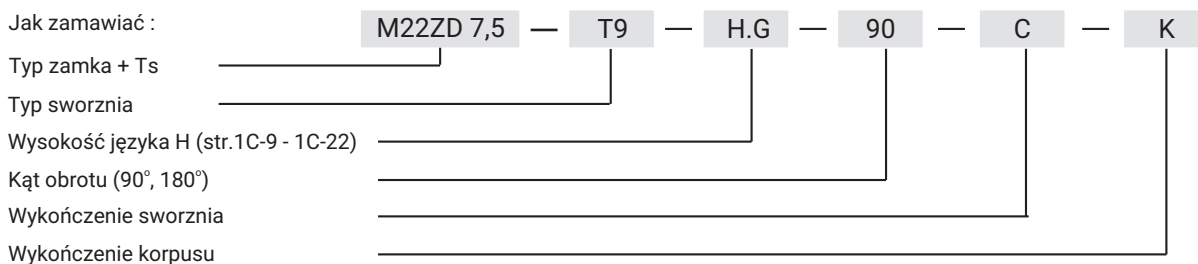 Jak zamawiać : M22ZD 7,5 — T9 — H.G — 90 — C — K
Typ zamka + Ts
Typ sworznia
Wysokość języka H (str.1C-9 - 1C-22)
Kąt obrotu (90°, 180°)
Wykończenie sworznia
Wykończenie korpusu